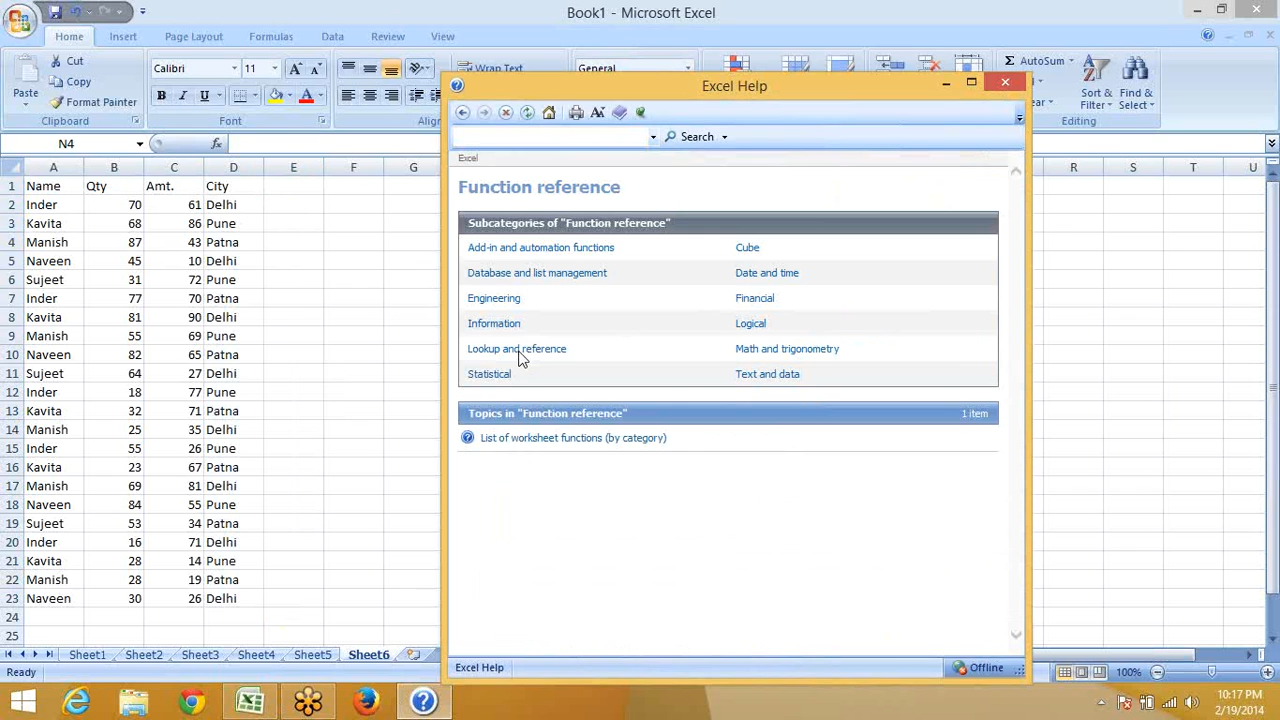 Book1 - Microsoft Excel
Home Insert Page Layout Formulas Data Review View
Cut
Copy
Format Painter
Paste
Clipboard
Calibri 11
B I U
Font
Wrap Text
General
AutoSum
Sort & Filter
Find & Select
Editing
N4
fx
A B C D E F G R S T U
1 Name Qty Amt. City
2 Inder 70 61 Delhi
3 Kavita 68 86 Pune
4 Manish 87 43 Patna
5 Naveen 45 10 Delhi
6 Sujeet 31 72 Pune
7 Inder 77 70 Patna
8 Kavita 81 90 Delhi
9 Manish 55 69 Pune
10 Naveen 82 65 Patna
11 Sujeet 64 27 Delhi
12 Inder 18 77 Pune
13 Kavita 32 71 Patna
14 Manish 25 35 Delhi
15 Inder 55 26 Pune
16 Kavita 23 67 Patna
17 Manish 69 81 Delhi
18 Naveen 84 55 Pune
19 Sujeet 53 34 Patna
20 Inder 16 71 Delhi
21 Kavita 28 14 Pune
22 Manish 28 19 Patna
23 Naveen 30 26 Delhi
24
25
Sheet1 Sheet2 Sheet3 Sheet4 Sheet5 Sheet6
Ready
100%
Excel Help
Search
Excel
Function reference
Subcategories of "Function reference"
Add-in and automation functions Cube
Database and list management Date and time
Engineering Financial
Information Logical
Lookup and reference Math and trigonometry
Statistical Text and data
Topics in "Function reference" 1 item
List of worksheet functions (by category)
Excel Help Offline
10:17 PM
2/19/2014